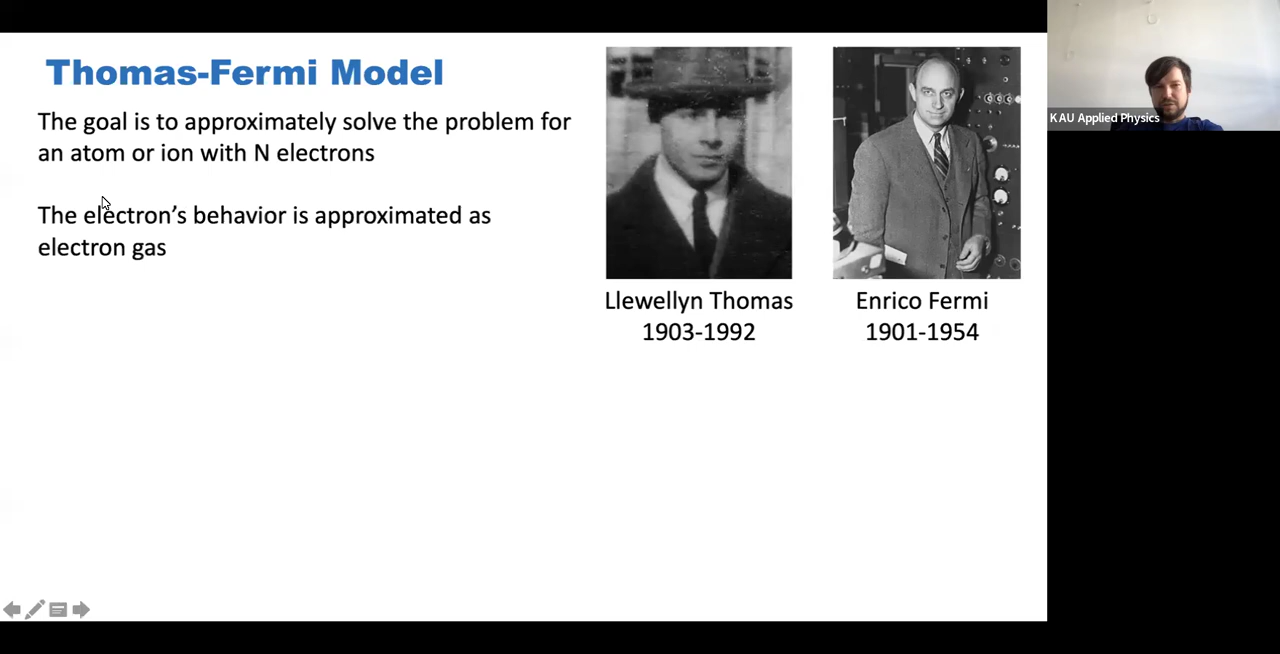 Thomas-Fermi Model
The goal is to approximately solve the problem for
an atom or ion with N electrons
The electron’s behavior is approximated as
electron gas
Llewellyn Thomas
1903-1992
Enrico Fermi
1901-1954
KAU Applied Physics